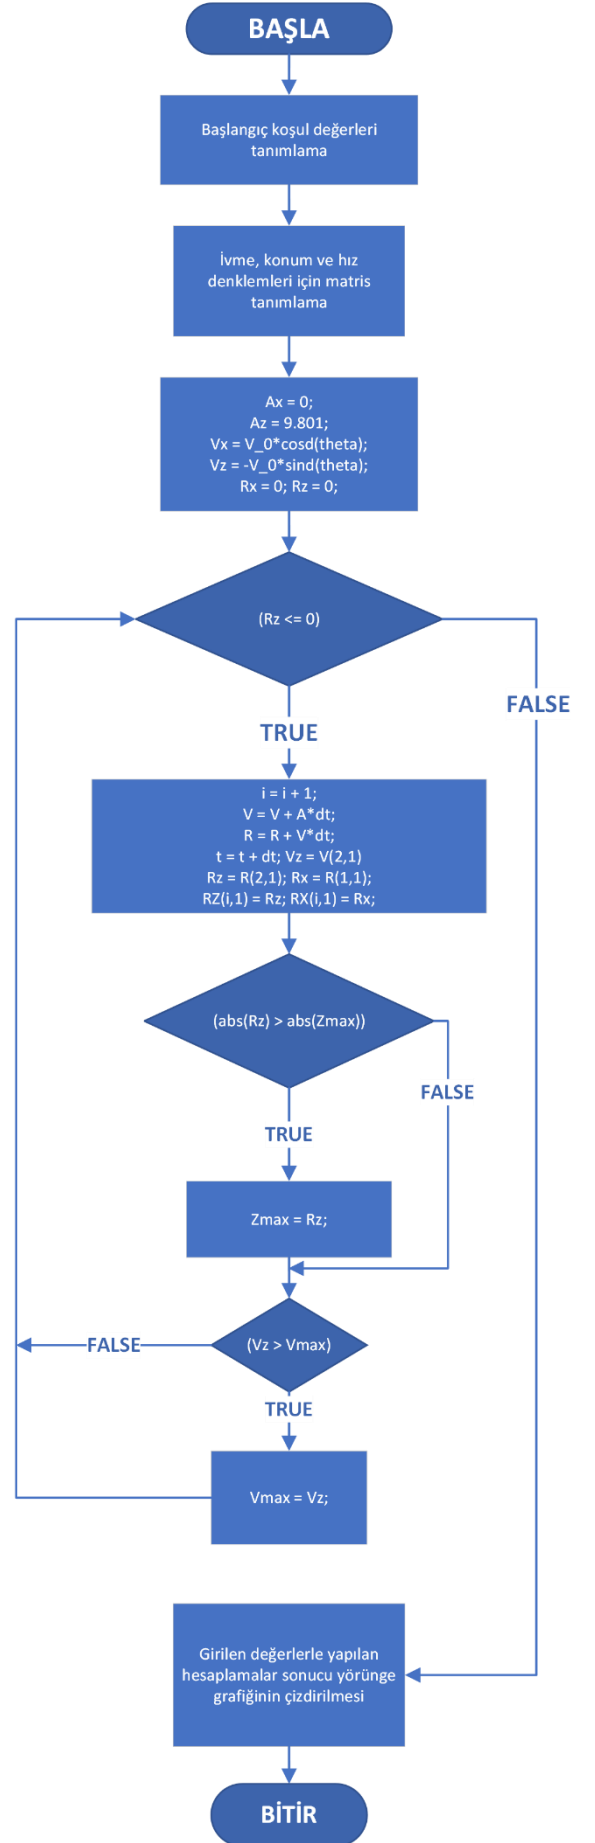 BAŞLA
Başlangıç koşul değerleri
tanımlama
İvme, konum ve hız
denklemleri için matris
tanımlama
Ax = 0;
Az = 9.801;
Vx = V_0*cosd(theta);
Vz = -V_0*sind(theta);
Rx = 0; Rz = 0;
(Rz <= 0)
FALSE
TRUE
i = i + 1;
V = V + A*dt;
R = R + V*dt;
t = t + dt; Vz = V(2,1)
Rz = R(2,1); Rx = R(1,1);
RZ(i,1) = Rz; RX(i,1) = Rx;
(abs(Rz) > abs(Zmax))
FALSE
TRUE
Zmax = Rz;
FALSE
(Vz > Vmax)
TRUE
Vmax = Vz;
Girilen değerlerle yapılan
hesaplamalar sonucu yörünge
grafiğinin çizdirilmesi
BİTİR